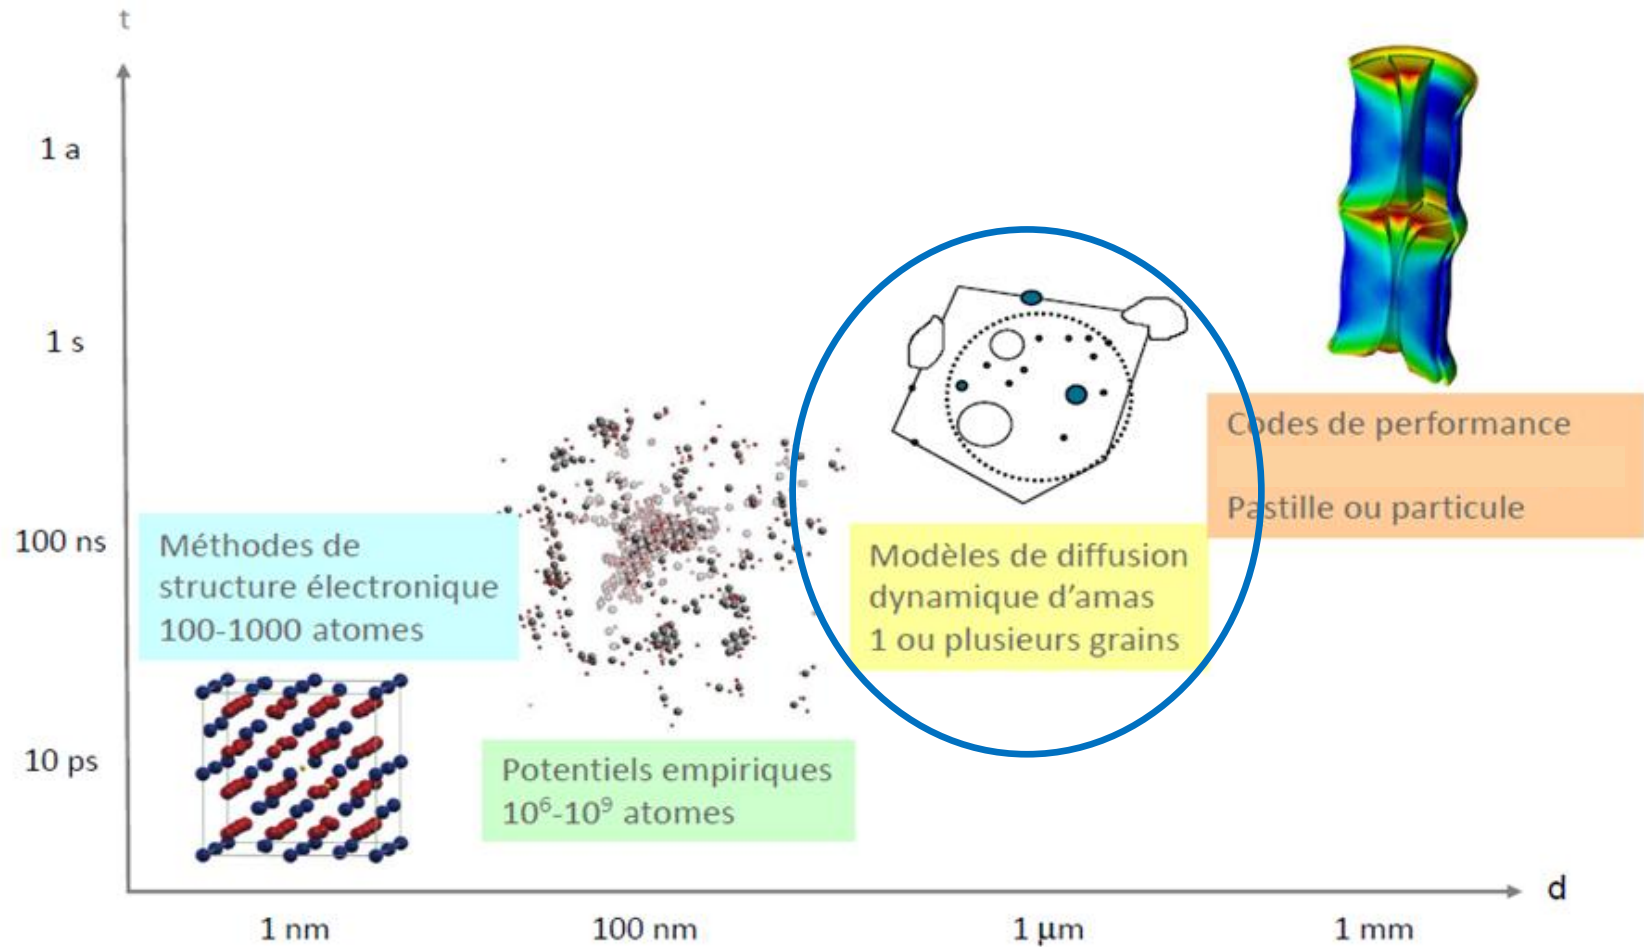 t
1 a
1 s
100 ns
10 ps
Méthodes de
structure électronique
100-1000 atomes
Potentiels empiriques
10⁶-10⁹ atomes
Modèles de diffusion
dynamique d'amas
1 ou plusieurs grains
Codes de performance
Pastille ou particule
d
1 nm
100 nm
1 μm
1 mm